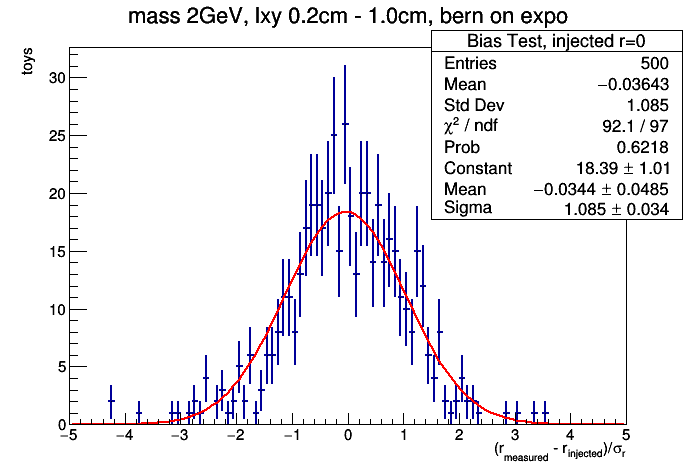 mass 2GeV, lxy 0.2cm - 1.0cm, bern on expo
Bias Test, injected r=0
Entries 500
Mean −0.03643
Std Dev 1.085
χ² / ndf 92.1 / 97
Prob 0.6218
Constant 18.39 ± 1.01
Mean −0.0344 ± 0.0485
Sigma 1.085 ± 0.034
toys
30
25
20
15
10
5
0
−5 −4 −3 −2 −1 0 1 2 3 4 5
(r_measured - r_injected)/σ_r